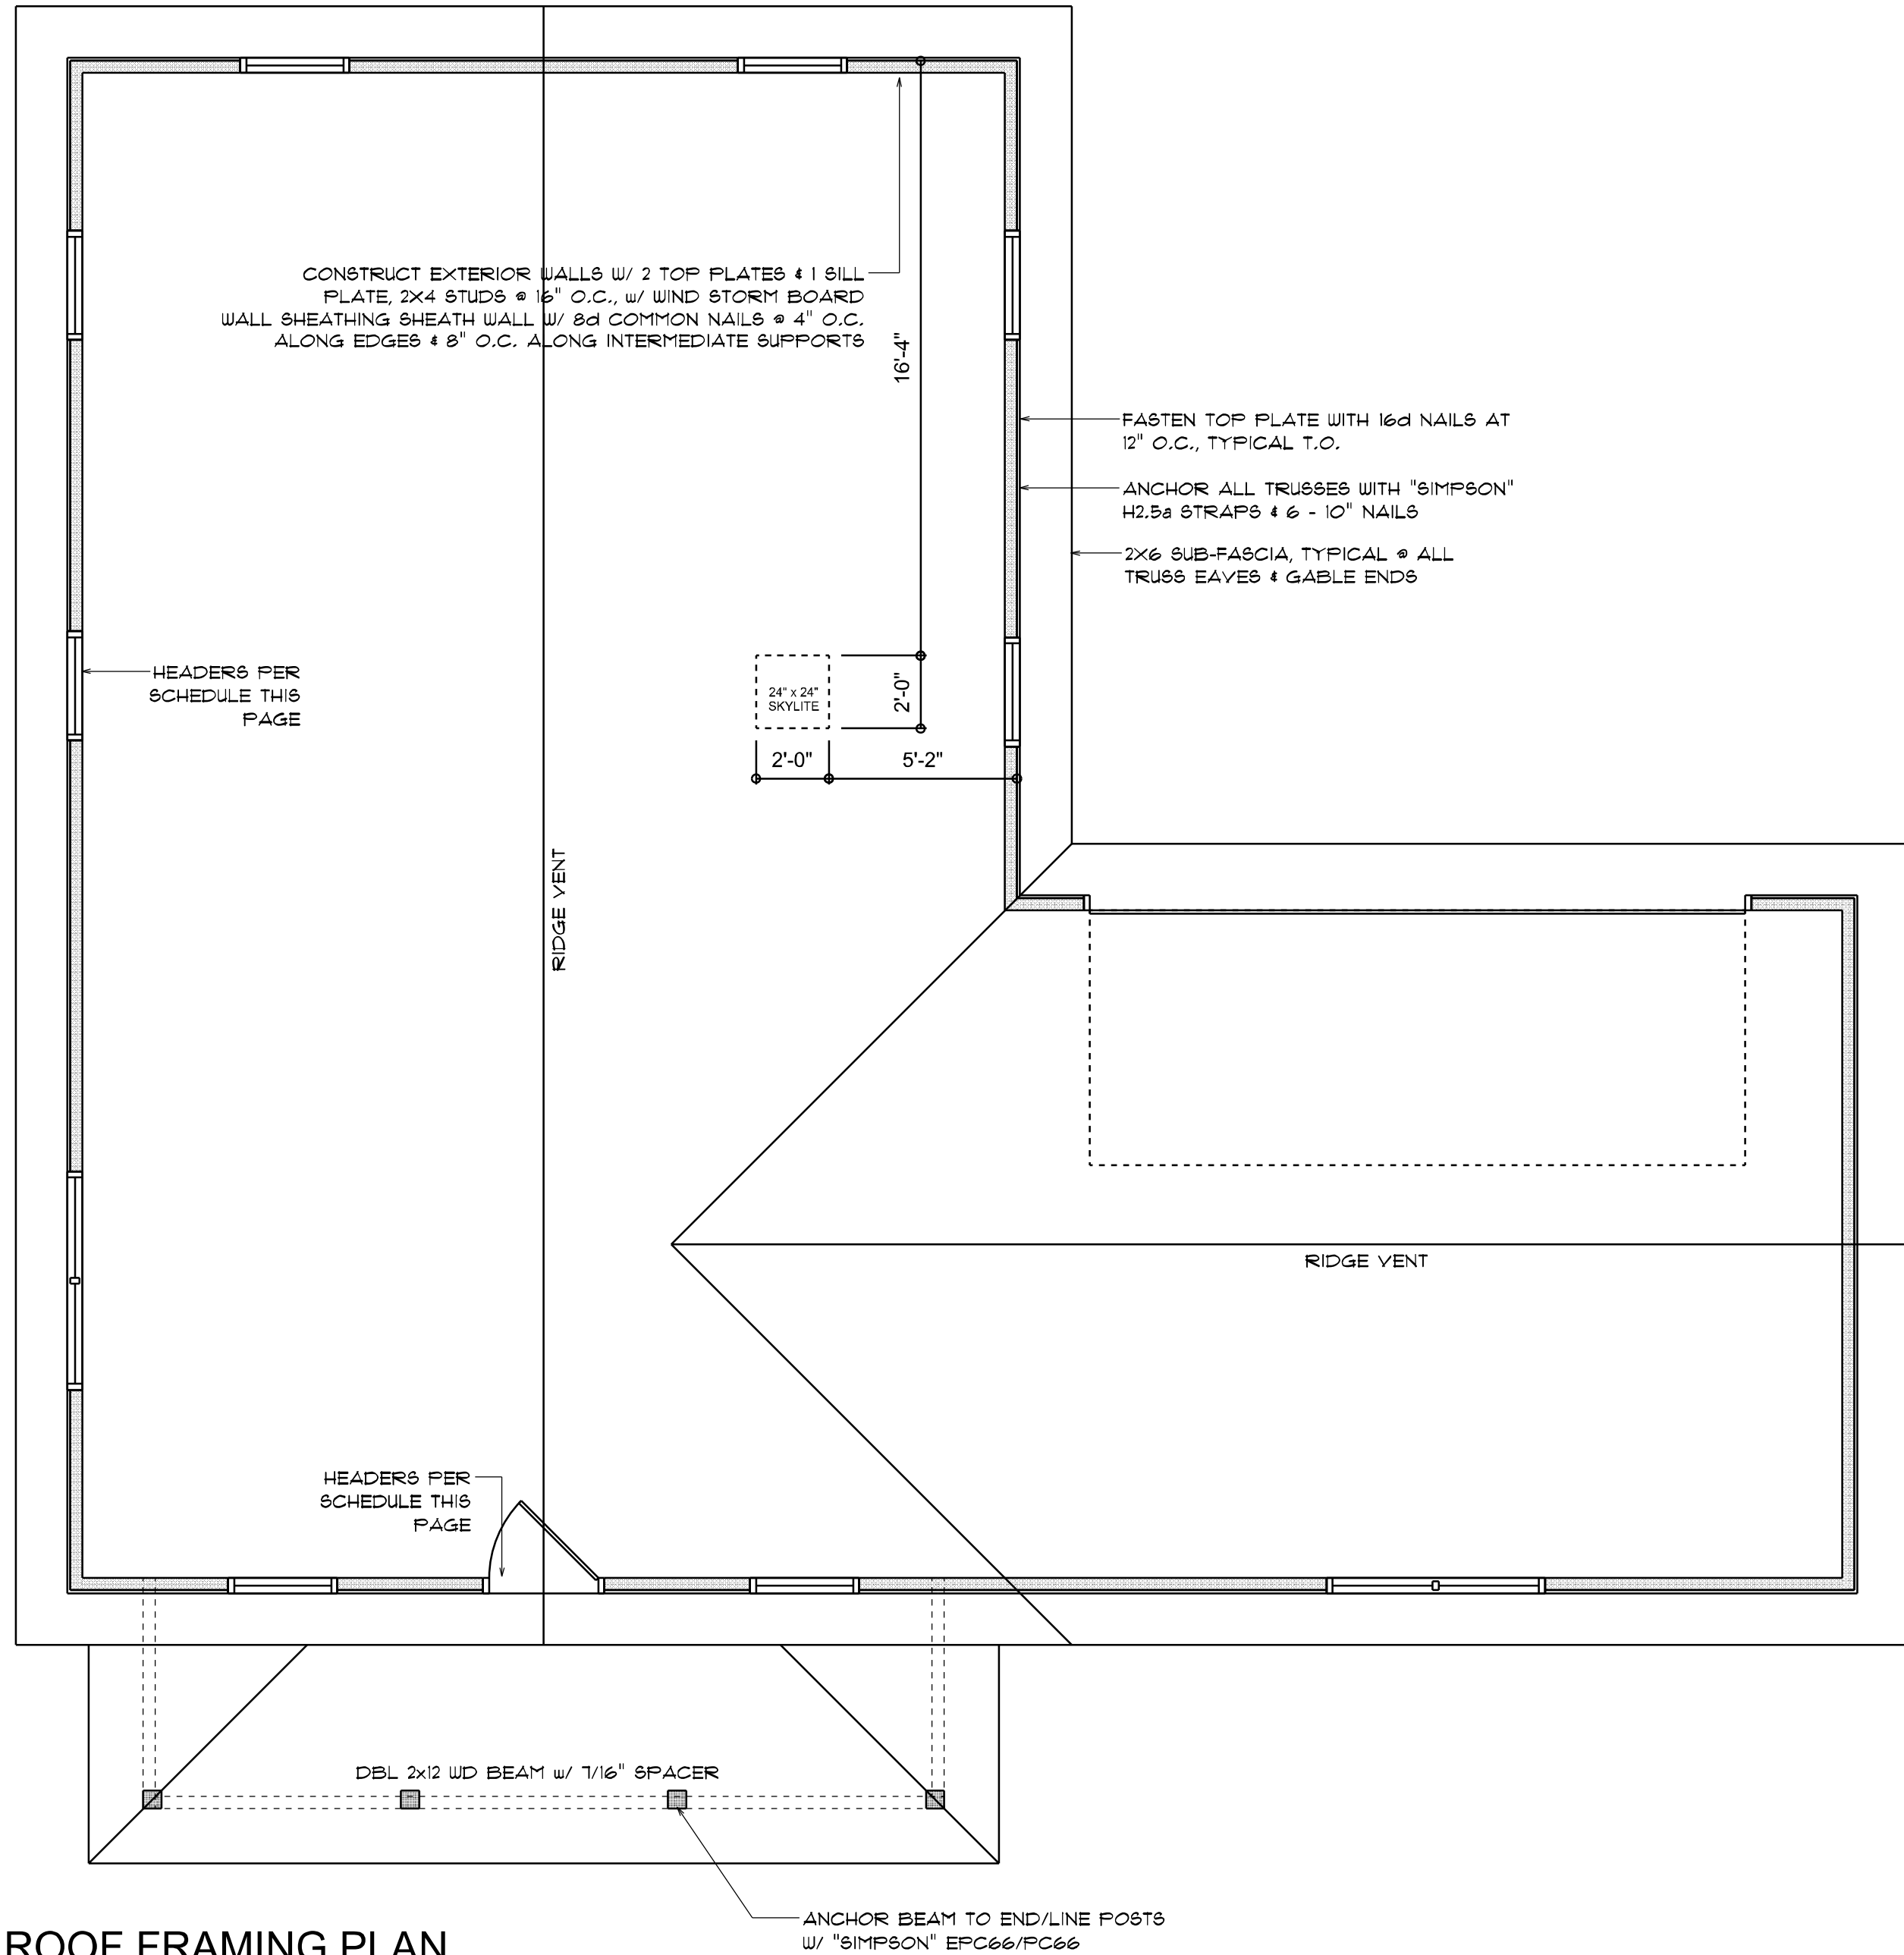 CONSTRUCT EXTERIOR WALLS W/ 2 TOP PLATES & 1 SILL
PLATE, 2X4 STUDS @ 16" O.C., w/ WIND STORM BOARD
WALL SHEATHING SHEATH WALL W/ 8d COMMON NAILS @ 4" O.C.
ALONG EDGES & 8" O.C. ALONG INTERMEDIATE SUPPORTS
16'-4"
FASTEN TOP PLATE WITH 16d NAILS AT
12" O.C., TYPICAL T.O.
ANCHOR ALL TRUSSES WITH "SIMPSON"
H2.5a STRAPS & 6 - 10" NAILS
2X6 SUB-FASCIA, TYPICAL @ ALL
TRUSS EAVES & GABLE ENDS
HEADERS PER
SCHEDULE THIS
PAGE
24" x 24"
SKYLITE
2'-0"
2'-0"
5'-2"
RIDGE VENT
RIDGE VENT
HEADERS PER
SCHEDULE THIS
PAGE
DBL 2x12 WD BEAM w/ 7/16" SPACER
ANCHOR BEAM TO END/LINE POSTS
W/ "SIMPSON" EPC66/PC66
ROOF FRAMING PLAN